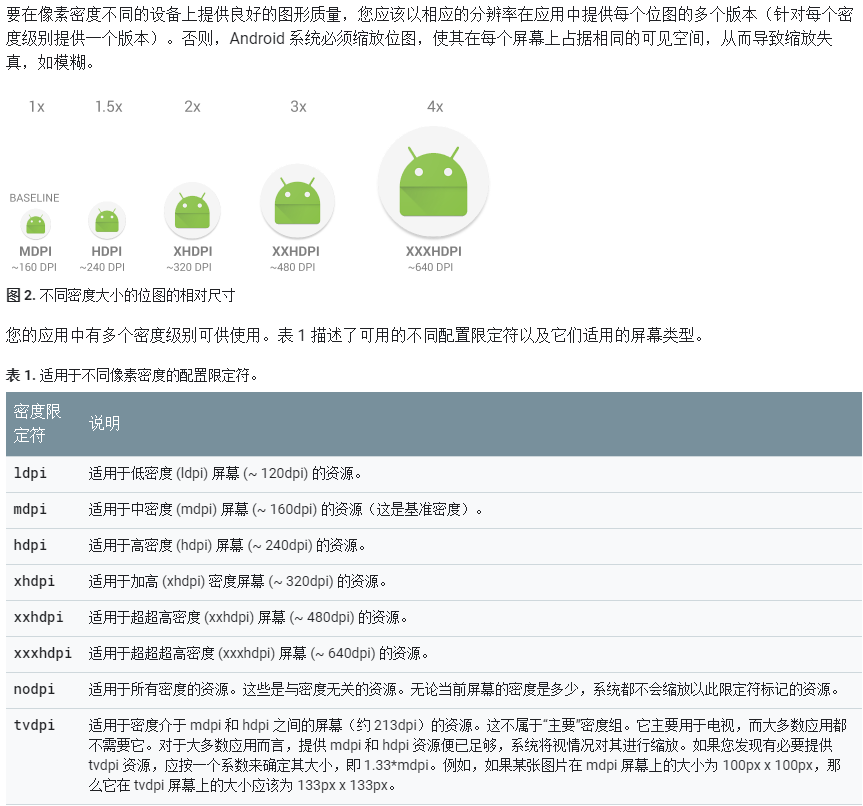 要在像素密度不同的设备上提供良好的图形质量，您应该以相应的分辨率在应用中提供每个位图的多个版本（针对每个密
度级别提供一个版本）。否则，Android 系统必须缩放位图，使其在每个屏幕上占据相同的可见空间，从而导致缩放失
真，如模糊。
1x 1.5x 2x 3x 4x
BASELINE
MDPI HDPI XHDPI XXHDPI XXXHDPI
~160 DPI ~240 DPI ~320 DPI ~480 DPI ~640 DPI
图 2. 不同密度大小的位图的相对尺寸
您的应用中有多个密度级别可供使用。表 1 描述了可用的不同配置限定符以及它们适用的屏幕类型。
表 1. 适用于不同像素密度的配置限定符。
密度限
定符 说明
ldpi 适用于低密度 (ldpi) 屏幕 (~ 120dpi) 的资源。
mdpi 适用于中密度 (mdpi) 屏幕 (~ 160dpi) 的资源（这是基准密度）。
hdpi 适用于高密度 (hdpi) 屏幕 (~ 240dpi) 的资源。
xhdpi 适用于加高 (xhdpi) 密度屏幕 (~ 320dpi) 的资源。
xxhdpi 适用于超超高密度 (xxhdpi) 屏幕 (~ 480dpi) 的资源。
xxxhdpi 适用于超超超高密度 (xxxhdpi) 屏幕 (~ 640dpi) 的资源。
nodpi 适用于所有密度的资源。这些是与密度无关的资源。无论当前屏幕的密度是多少，系统都不会缩放以此限定符标记的资源。
tvdpi 适用于密度介于 mdpi 和 hdpi 之间的屏幕（约 213dpi）的资源。这不属于“主要”密度组。它主要用于电视，而大多数应用都
不需要它。对于大多数应用而言，提供 mdpi 和 hdpi 资源便已足够，系统将视情况对其进行缩放。如果您发现有必要提供
tvdpi 资源，应按一个系数来确定其大小，即 1.33*mdpi。例如，如果某张图片在 mdpi 屏幕上的大小为 100px x 100px，那
么它在 tvdpi 屏幕上的大小应该为 133px x 133px。